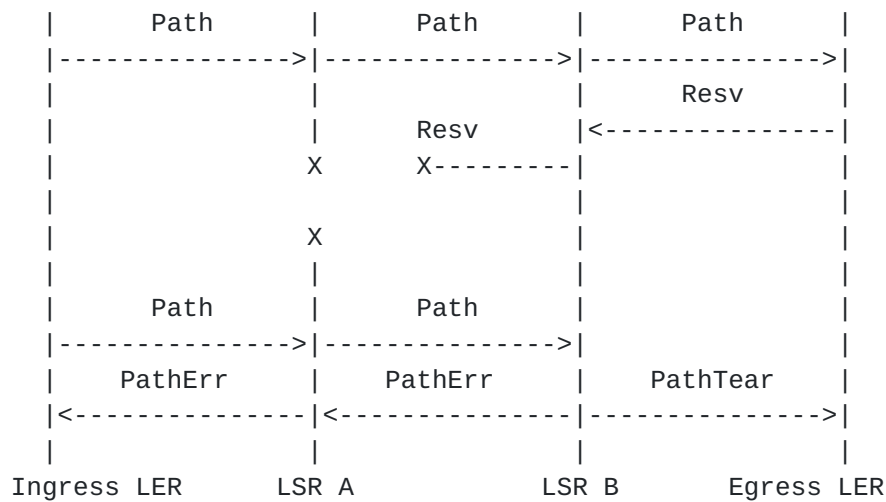 Path Path Path
Resv
Resv
X X
X
Path Path
PathErr PathErr PathTear
Ingress LER LSR A LSR B Egress LER